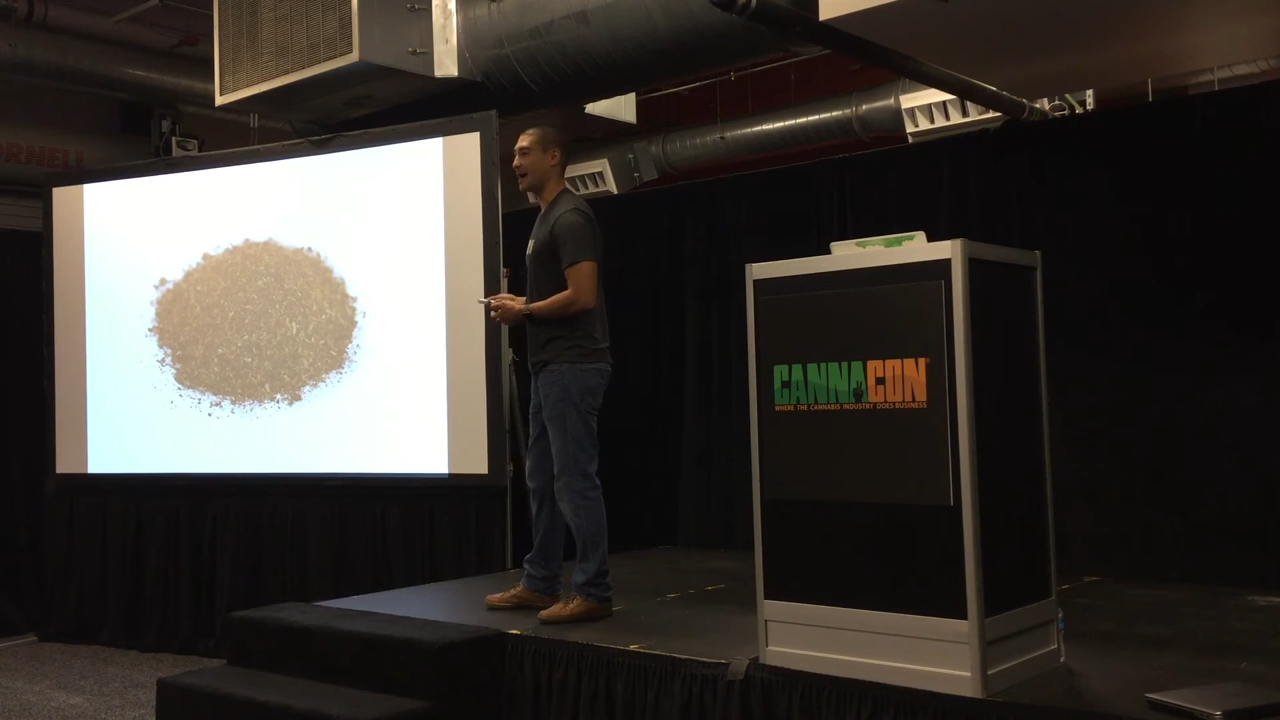 ORNELL
CANNACON®
WHERE THE CANNABIS INDUSTRY DOES BUSINESS